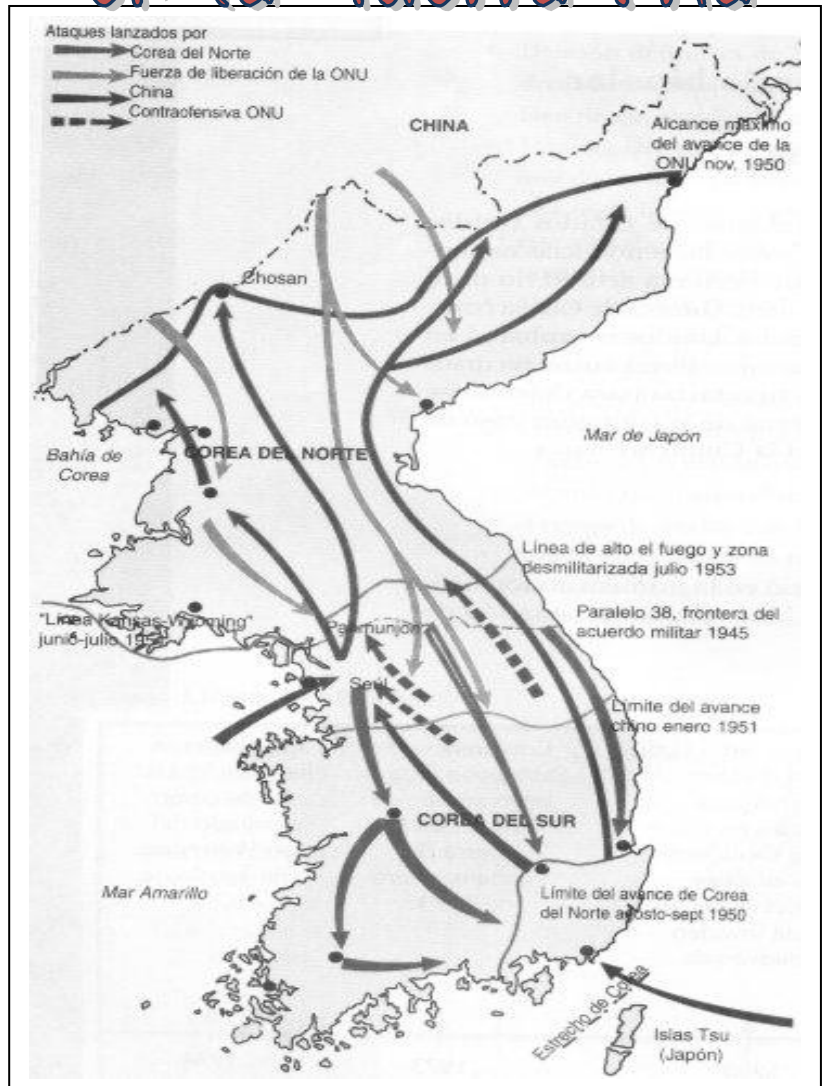 Ataques lanzados por
Corea del Norte
Fuerza de liberación de la ONU
China
Contraofensiva ONU
CHINA
Alcance máximo
del avance de la
ONU nov. 1950
Chosan
Bahía de
Corea
COREA DEL NORTE
Mar de Japón
Línea de alto el fuego y zona
desmilitarizada julio 1953
"Línea Kansas-Wyoming"
junio-julio
Paralelo 38, frontera del
acuerdo militar 1945
Panmunjon
Seúl
Límite del avance
chino enero 1951
COREA DEL SUR
Mar Amarillo
Límite del avance de Corea
del Norte agosto-sept 1950
Estrecho de Corea
Islas Tsu
(Japón)